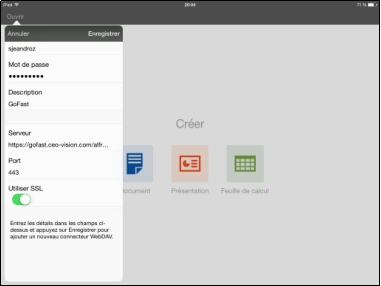 iPad 20:04 71 %
Ouvrir
Annuler Enregistrer
sjeandroz
Mot de passe
•••••••••
Description
GoFast
Créer
Serveur
https://gofast.ceo-vision.com/alfr...
Port
443
Document Présentation Feuille de calcul
Utiliser SSL
Entrez les détails dans les champs ci-
dessus et appuyez sur Enregistrer pour
ajouter un nouveau connecteur WebDAV.